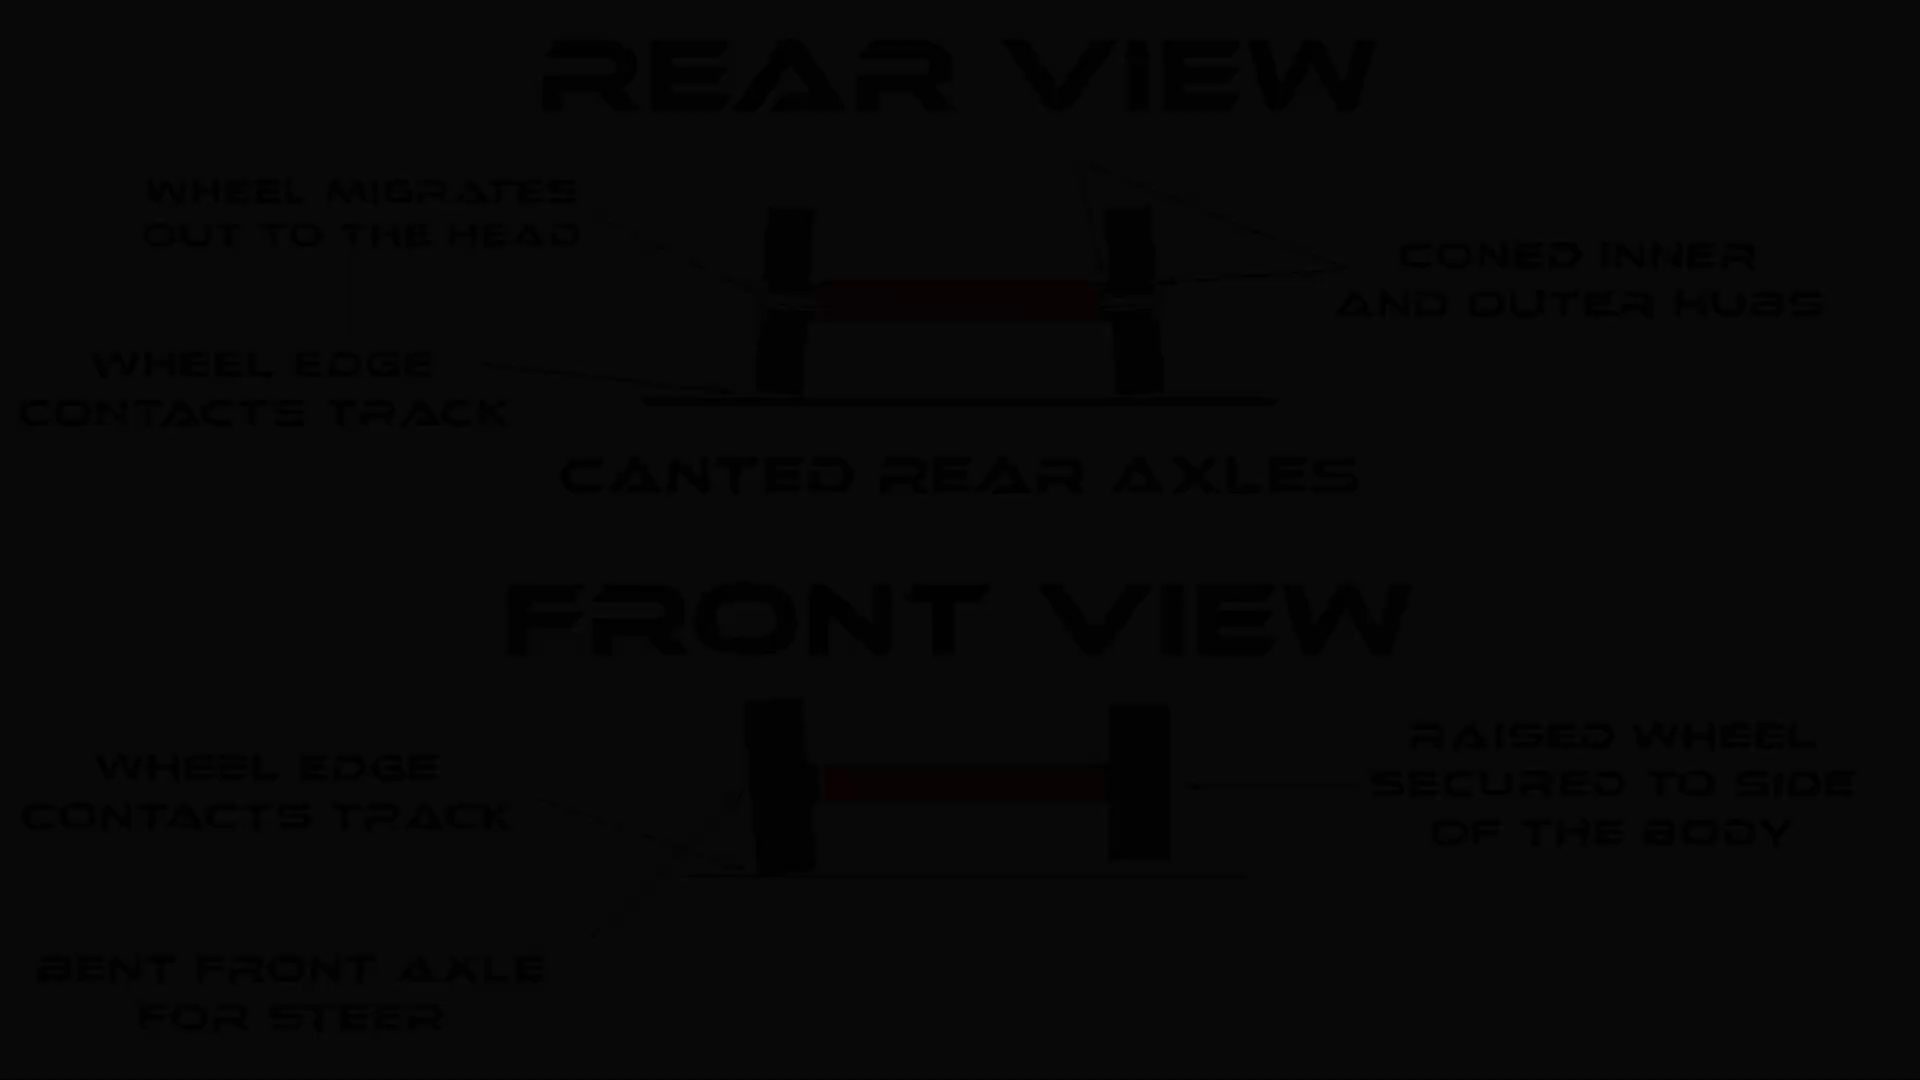 REAR VIEW
WHEEL MIGRATES
OUT TO THE HEAD
CONED INNER
AND OUTER HUBS
WHEEL EDGE
CONTACTS TRACK
CANTED REAR AXLES
FRONT VIEW
WHEEL EDGE
CONTACTS TRACK
RAISED WHEEL
SECURED TO SIDE
OF THE BODY
BENT FRONT AXLE
FOR STEER